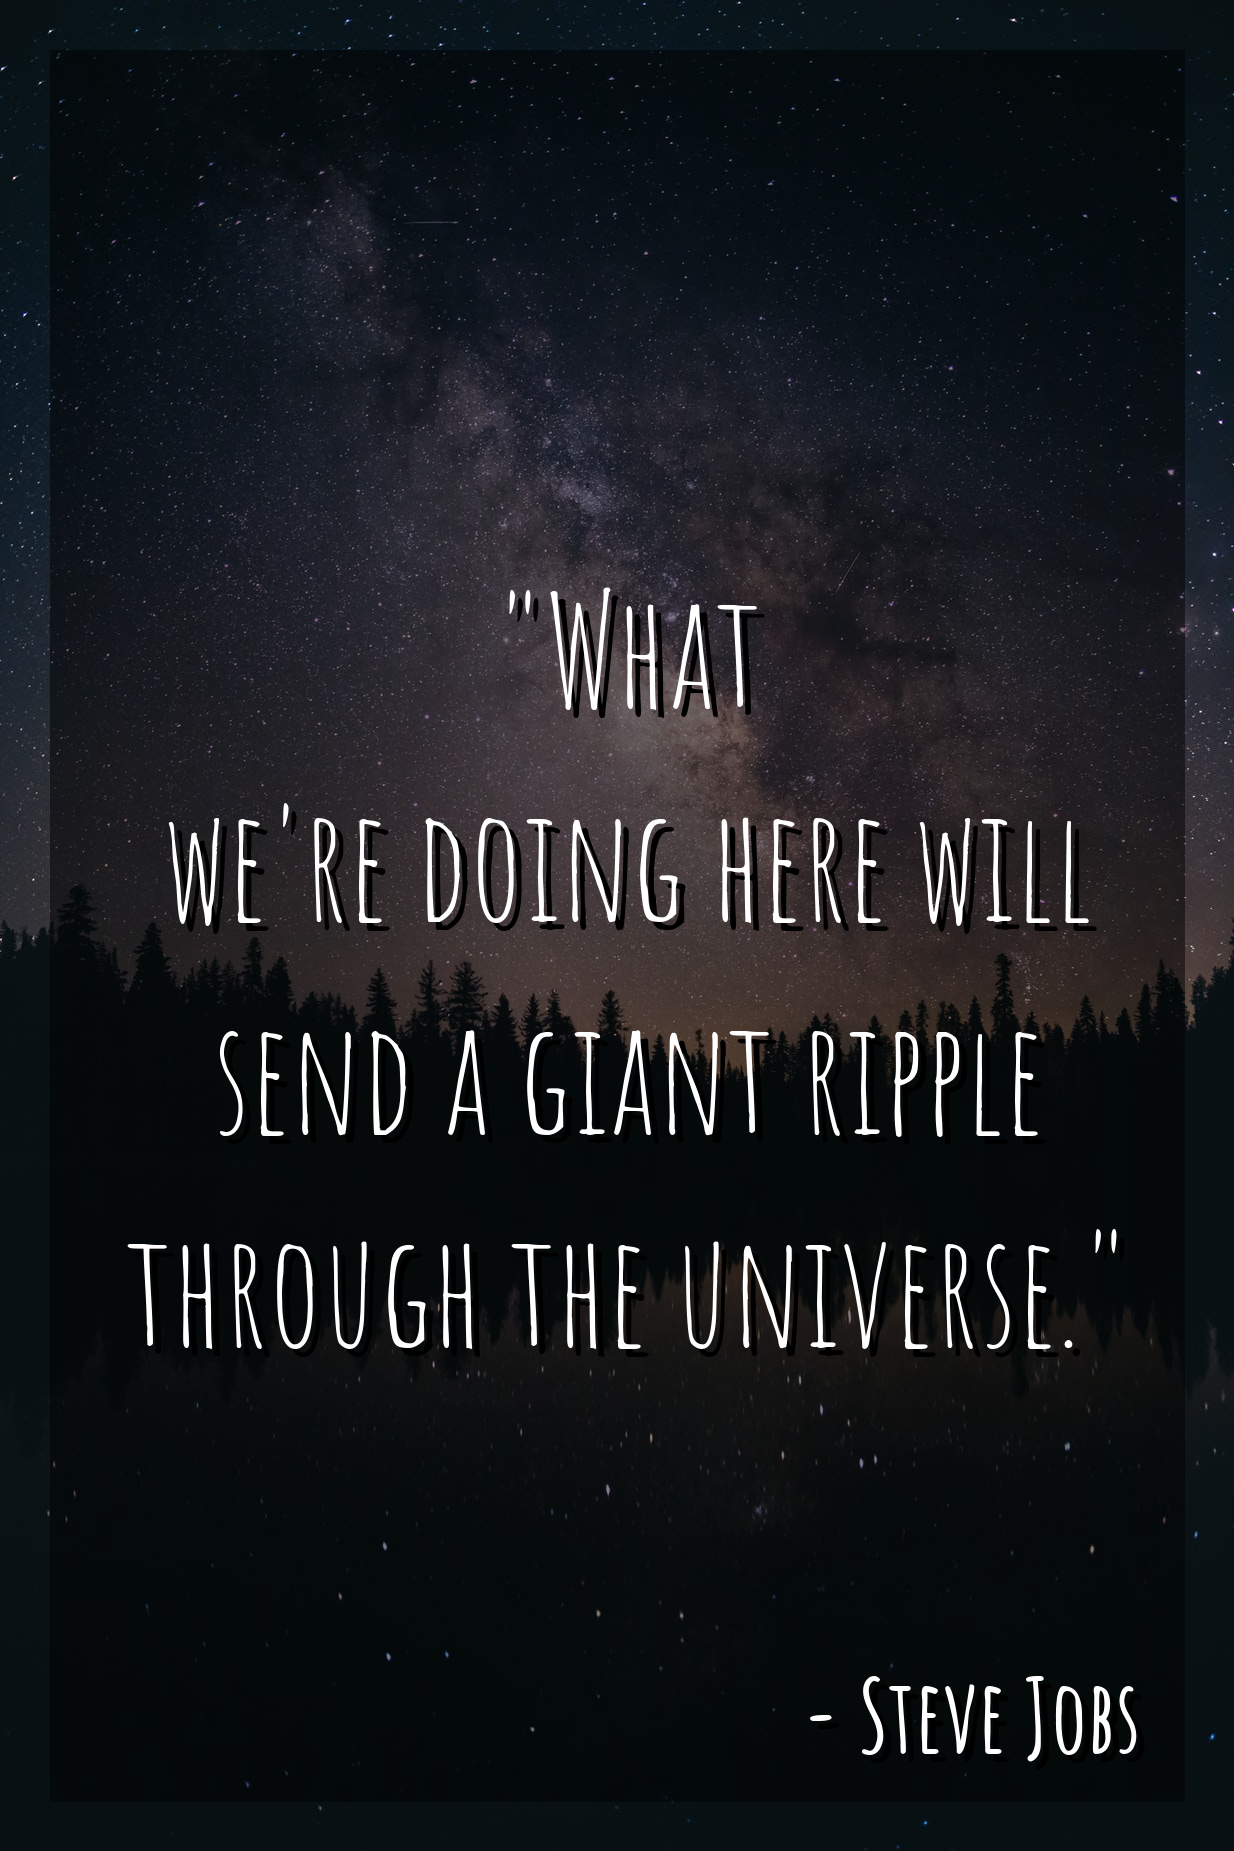 "What
we're doing here will
send a giant ripple
through the universe."
- Steve Jobs